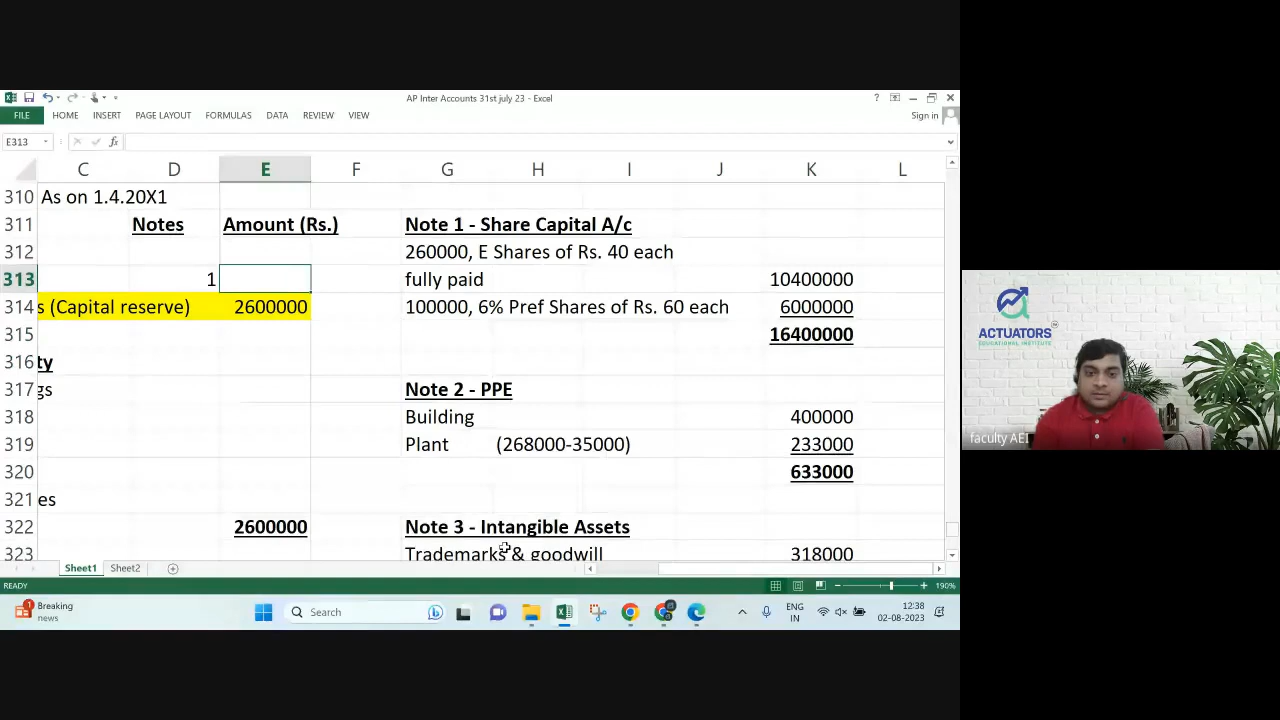 AP Inter Accounts 31st july 23 - Excel
FILE HOME INSERT PAGE LAYOUT FORMULAS DATA REVIEW VIEW Sign in
E313 fx
C D E F G H I J K L
310 As on 1.4.20X1
311 Notes Amount (Rs.) Note 1 - Share Capital A/c
312 260000, E Shares of Rs. 40 each
313 1 fully paid 10400000
314 s (Capital reserve) 2600000 100000, 6% Pref Shares of Rs. 60 each 6000000
315 16400000
316 ty
317 gs Note 2 - PPE
318 Building 400000
319 Plant (268000-35000) 233000
320 633000
321 es
322 2600000 Note 3 - Intangible Assets
323 Trademarks & goodwill 318000
Sheet1 Sheet2
READY 190%
Breaking news
Search
ENG IN
12:38
02-08-2023
ACTUATORS
EDUCATIONAL INSTITUTE
faculty AEI